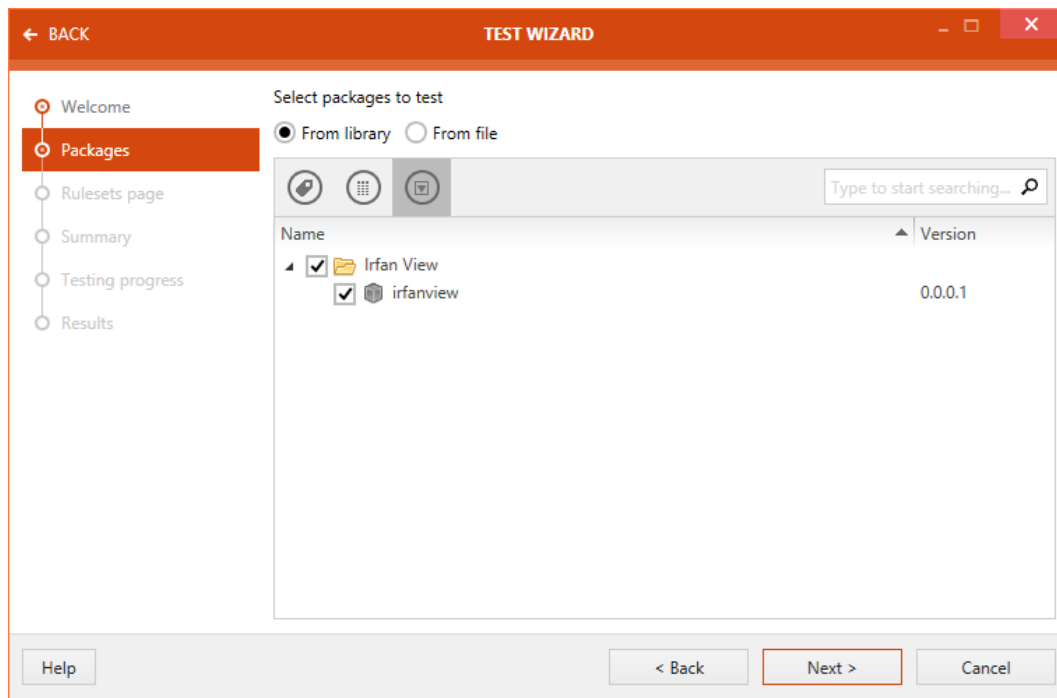 BACK
TEST WIZARD
Welcome
Packages
Rulesets page
Summary
Testing progress
Results
Select packages to test
From library From file
Type to start searching...
Name Version
Irfan View
irfanview 0.0.0.1
Help < Back Next > Cancel